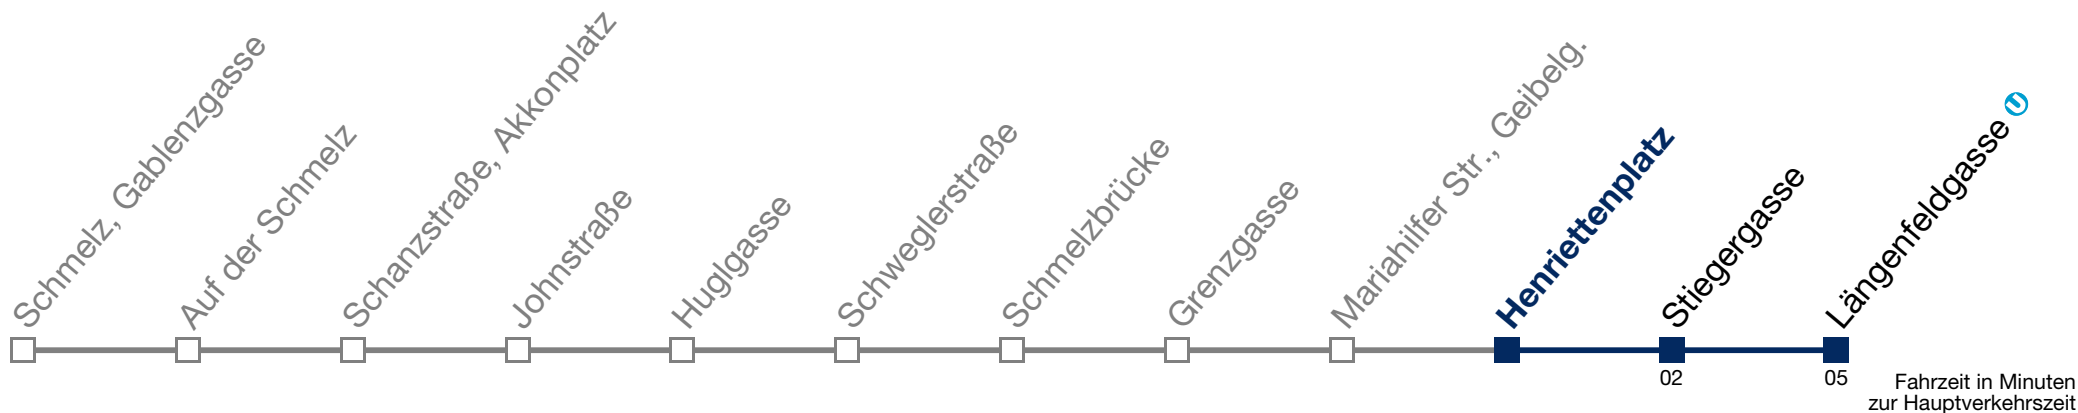 Schmelz, Gablenzgasse
Auf der Schmelz
Schanzstraße, Akkonplatz
Johnstraße
Huglgasse
Schweglerstraße
Schmelzbrücke
Grenzgasse
Mariahilfer Str., Geibelg.
Henriettenplatz
Stiegergasse
Längenfeldgasse U
02
05
Fahrzeit in Minuten
zur Hauptverkehrszeit